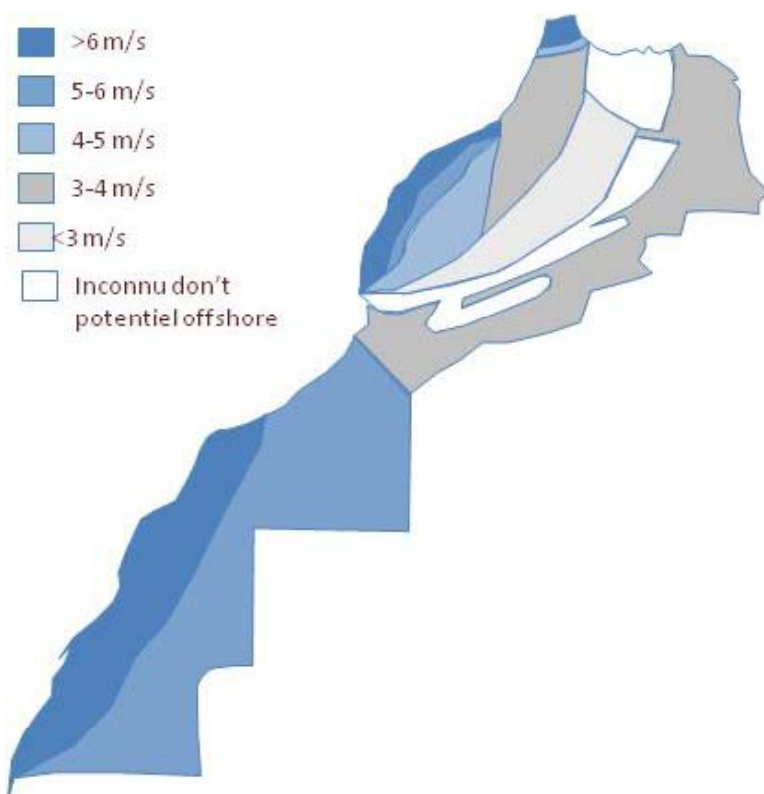 >6 m/s
5-6 m/s
4-5 m/s
3-4 m/s
<3 m/s
Inconnu don't
potentiel offshore